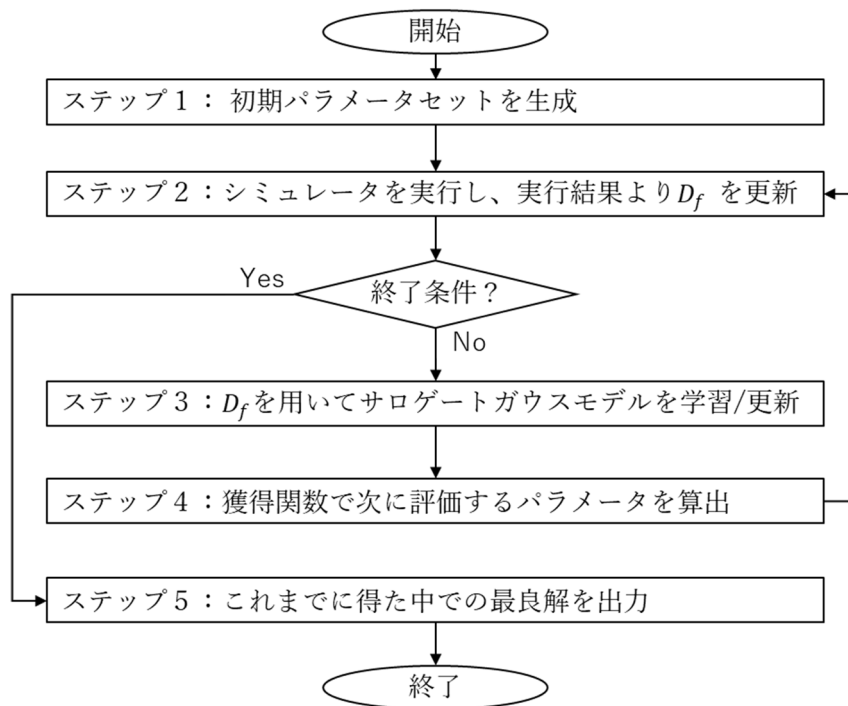 開始
ステップ１： 初期パラメータセットを生成
ステップ２：シミュレータを実行し、実行結果よりD_f を更新
Yes
終了条件？
No
ステップ３：D_fを用いてサロゲートガウスモデルを学習/更新
ステップ４：獲得関数で次に評価するパラメータを算出
ステップ５：これまでに得た中での最良解を出力
終了